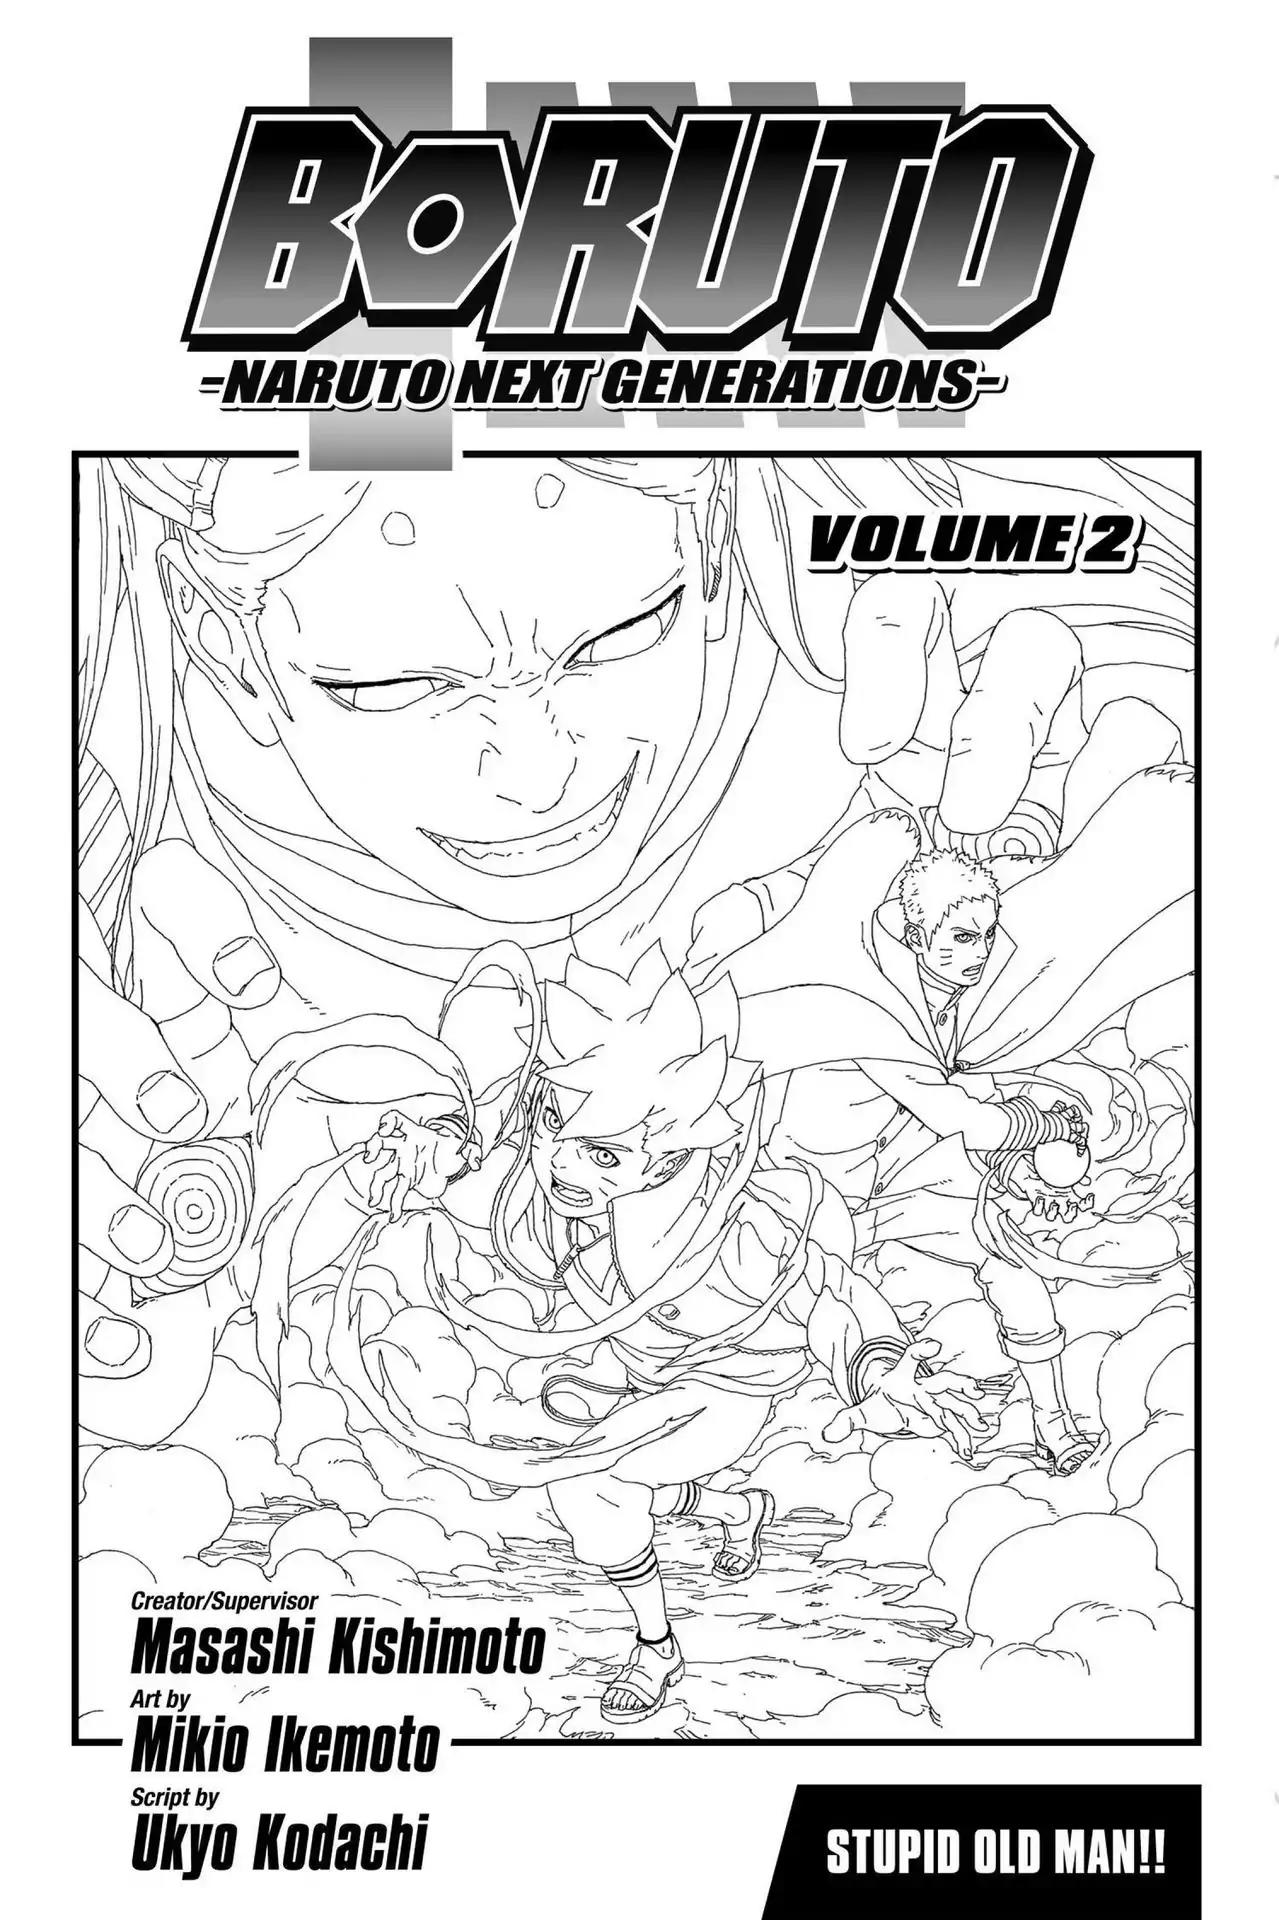 BORUTO
-NARUTO NEXT GENERATIONS-
VOLUME 2
Creator/Supervisor
Masashi Kishimoto
Art by
Mikio Ikemoto
Script by
Ukyo Kodachi
STUPID OLD MAN!!